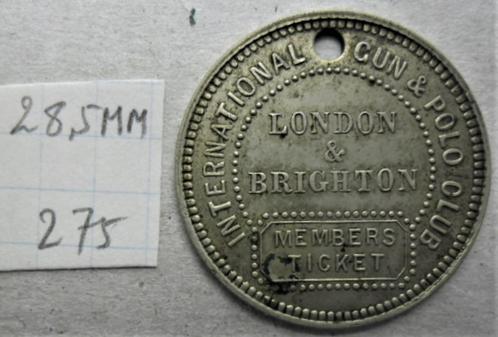 28,5MM
275
INTERNATIONAL GUN & POLO CLUB
LONDON
&
BRIGHTON
MEMBERS
TICKET